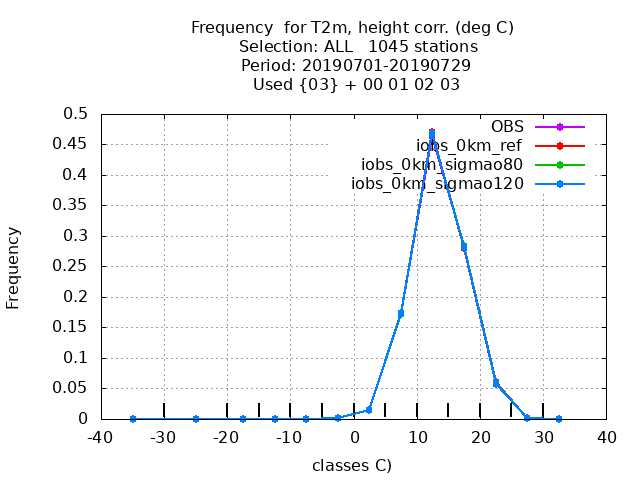 Frequency  for T2m, height corr. (deg C)
Selection: ALL   1045 stations
Period: 20190701-20190729
Used {03} + 00 01 02 03
0.5
0.45
0.4
0.35
0.3
0.25
0.2
0.15
0.1
0.05
0
Frequency
OBS
iobs_0km_ref
iobs_0km_sigmao80
iobs_0km_sigmao120
-40 -30 -20 -10 0 10 20 30 40
classes C)